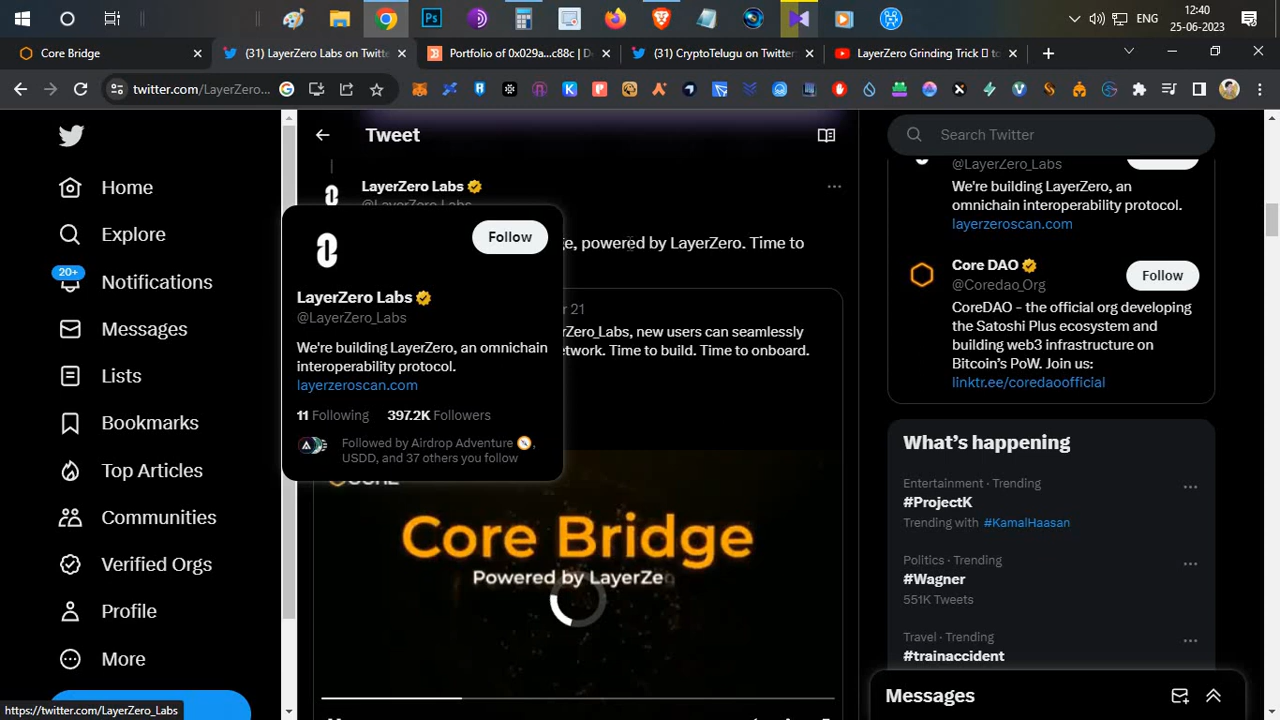 12:40
ENG
25-06-2023
Core Bridge
(31) LayerZero Labs on Twitte
Portfolio of 0x029a...c88c | D
(31) CryptoTelugu on Twitter
LayerZero Grinding Trick
to
twitter.com/LayerZero...
Tweet
Search Twitter
Home
Explore
20+
Notifications
Messages
Lists
Bookmarks
Top Articles
Communities
Verified Orgs
Profile
More
https://twitter.com/LayerZero_Labs
LayerZero Labs
@LayerZero_Labs
ge, powered by LayerZero. Time to
r 21
erZero_Labs, new users can seamlessly
etwork. Time to build. Time to onboard.
Follow
LayerZero Labs
@LayerZero_Labs
We're building LayerZero, an omnichain
interoperability protocol.
layerzeroscan.com
11 Following 397.2K Followers
Followed by Airdrop Adventure,
USDD, and 37 others you follow
CORE
Core Bridge
Powered by LayerZe
@LayerZero_Labs
We're building LayerZero, an
omnichain interoperability protocol.
layerzeroscan.com
Core DAO
@Coredao_Org
Follow
CoreDAO - the official org developing
the Satoshi Plus ecosystem and
building web3 infrastructure on
Bitcoin's PoW. Join us:
linktr.ee/coredaoofficial
What's happening
Entertainment · Trending
#ProjectK
Trending with #KamalHaasan
Politics · Trending
#Wagner
551K Tweets
Travel · Trending
#trainaccident
Messages